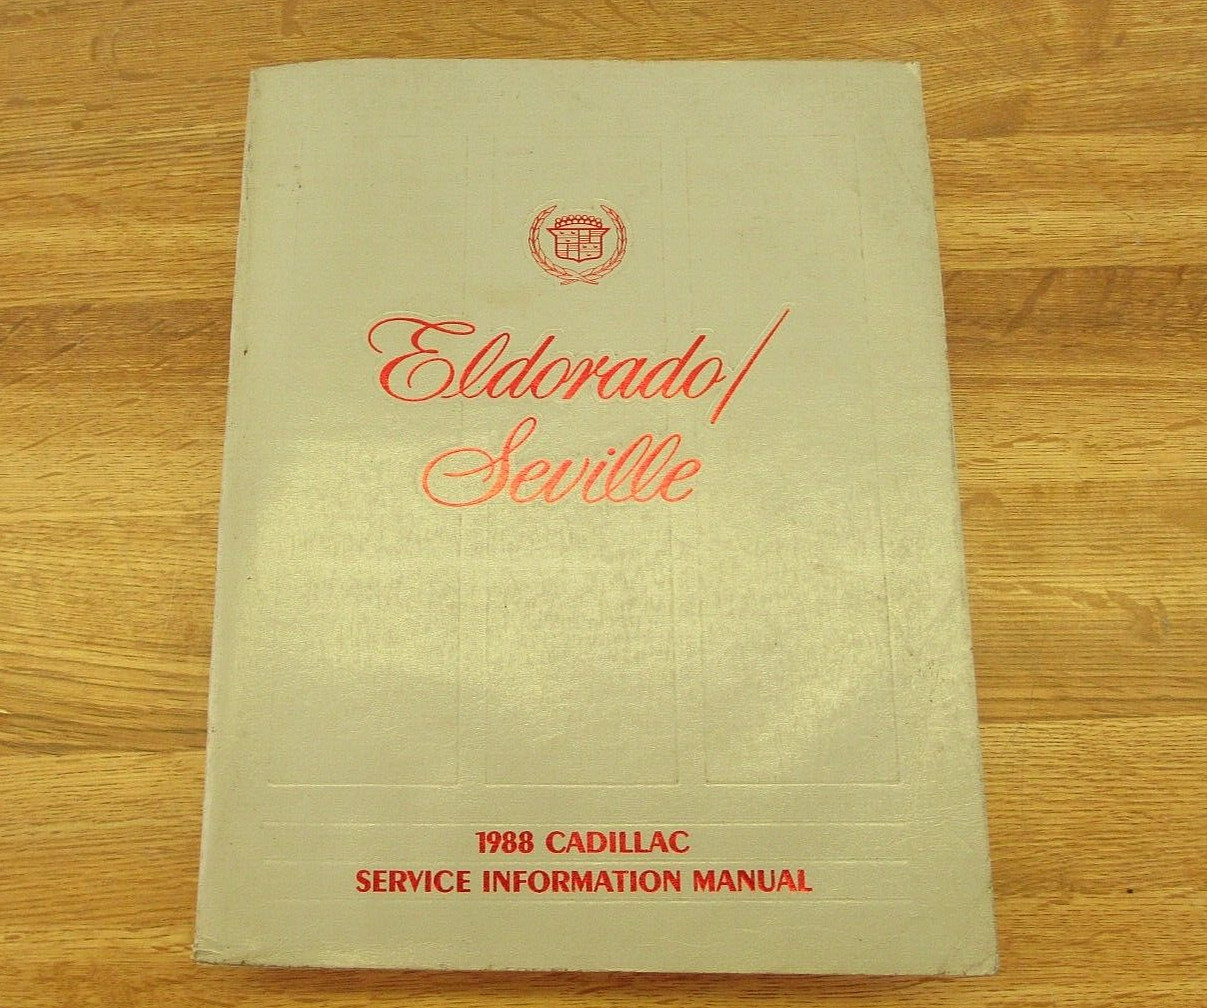 Eldorado/
Seville
1988 CADILLAC
SERVICE INFORMATION MANUAL